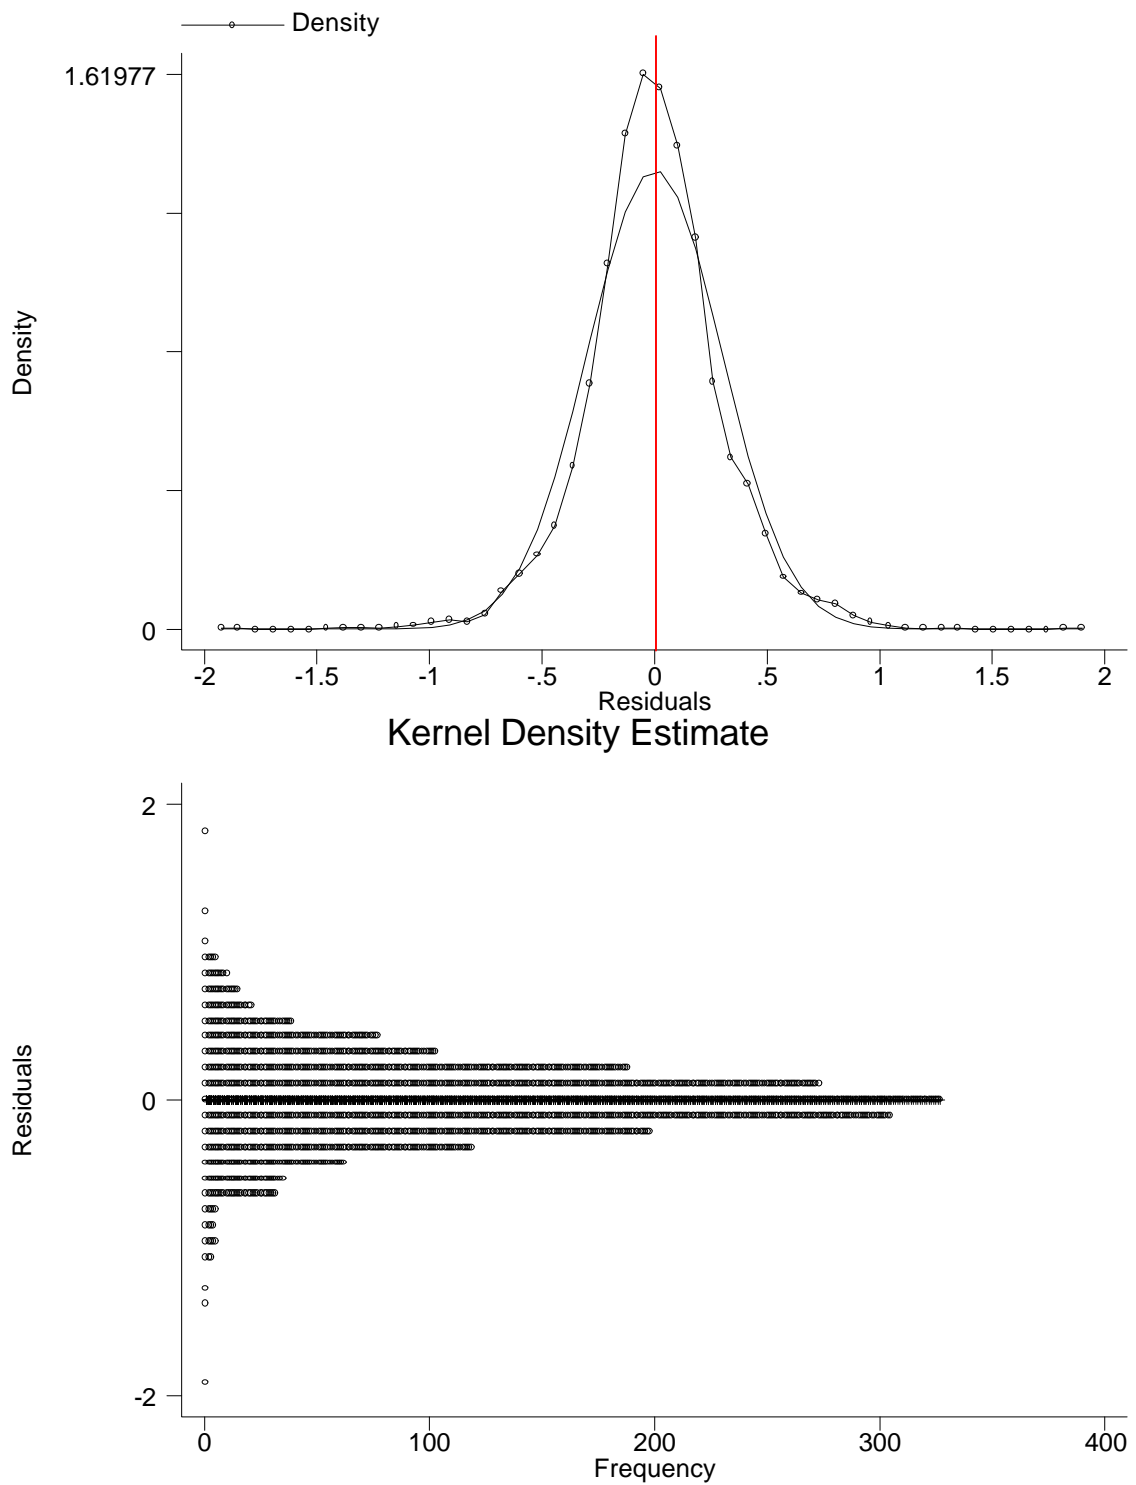 Density
1.61977
Density
0
-2 -1.5 -1 -.5 0 .5 1 1.5 2
Residuals
Kernel Density Estimate
2
Residuals
0
-2
0 100 200 300 400
Frequency